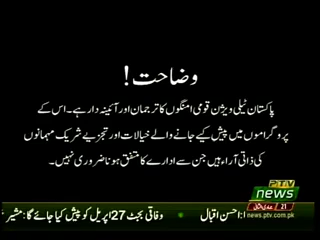 وضاحت!
پاکستان ٹیلی ویژن قومی امنگوں کا ترجمان اور آئینہ دار ہے۔ اس کے
پروگراموں میں پیش کیے جانے والے خیالات اور تجزیے شریک مہمانوں
کی ذاتی آراء ہیں جن سے ادارے کا متفق ہونا ضروری نہیں۔
PTV
news
21
news.ptv.com.pk
احسن اقبال
وفاقی بجٹ 27 اپریل کو پیش کیا جائے گا: مشیر